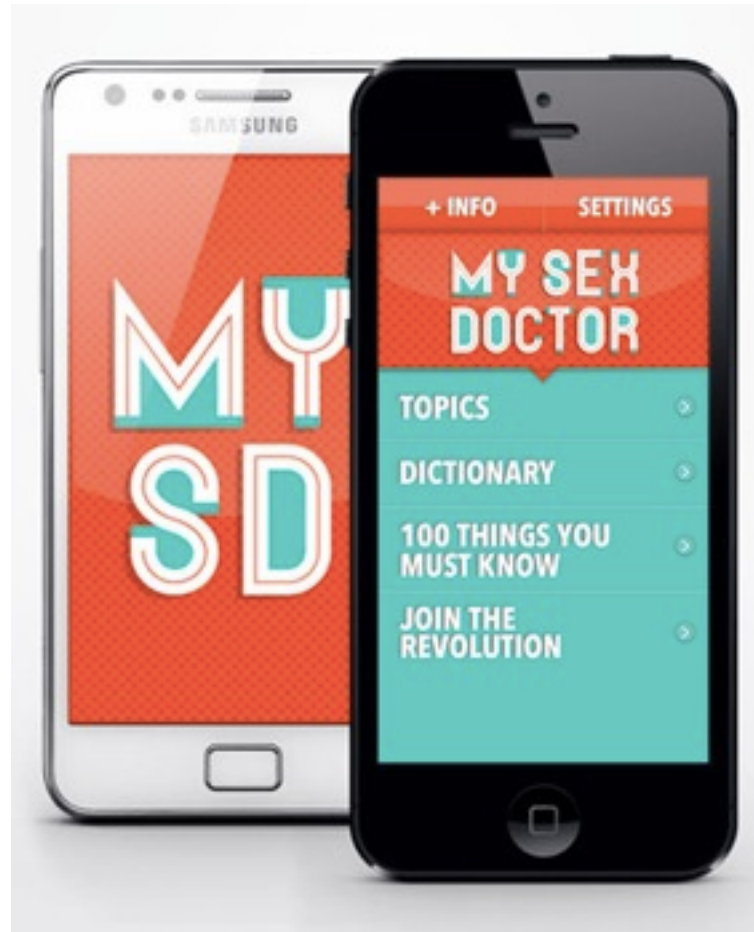 SAMSUNG
MY
SD
+ INFO SETTINGS
MY SEX
DOCTOR
TOPICS
DICTIONARY
100 THINGS YOU
MUST KNOW
JOIN THE
REVOLUTION